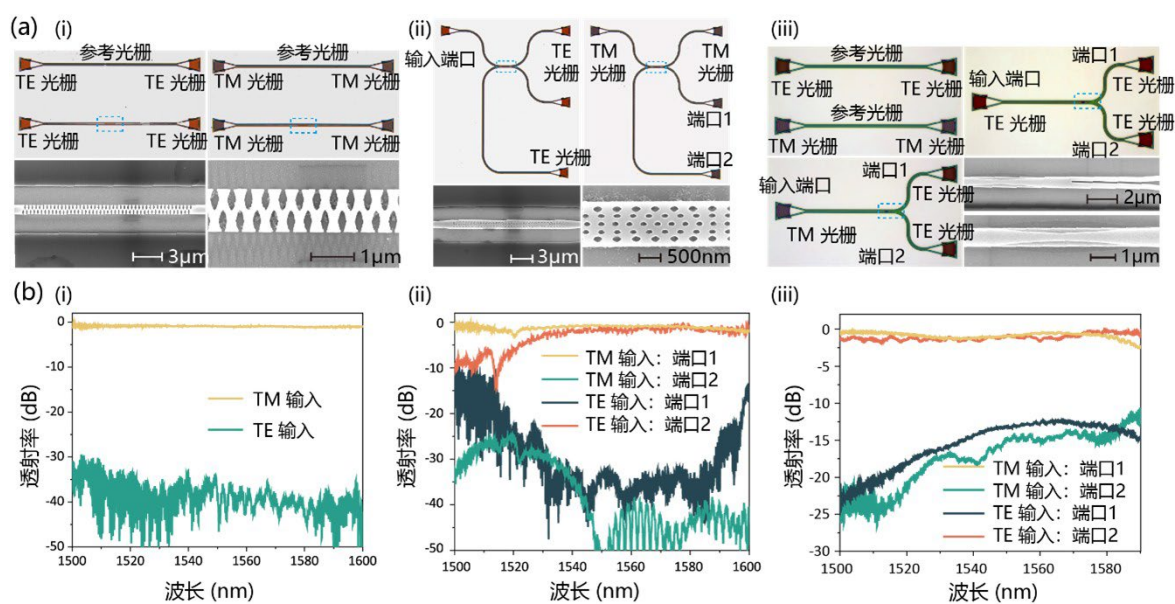 (a) (i)
参考光栅
TE 光栅 TE 光栅
TE 光栅 TE 光栅
参考光栅
TM 光栅 TM 光栅
TM 光栅 TM 光栅
3μm
1μm
(ii)
输入端口
TE 光栅
TE 光栅
TM 光栅
TM 光栅
端口1
端口2
3μm
500nm
(iii)
参考光栅
TE 光栅 TE 光栅
参考光栅
TM 光栅 TM 光栅
输入端口
TE 光栅
端口1
TE 光栅
TE 光栅
端口2
输入端口
TM 光栅
端口1
TE 光栅
TE 光栅
端口2
2μm
1μm
(b) (i)
透射率 (dB)
0
-10
-20
-30
-40
-50
TM 输入
TE 输入
1500 1520 1540 1560 1580 1600
波长 (nm)
(ii)
透射率 (dB)
0
-10
-20
-30
-40
-50
TM 输入：端口1
TM 输入：端口2
TE 输入：端口1
TE 输入：端口2
1500 1520 1540 1560 1580 1600
波长 (nm)
(iii)
透射率 (dB)
0
-5
-10
-15
-20
-25
-30
TM 输入：端口1
TM 输入：端口2
TE 输入：端口1
TE 输入：端口2
1500 1520 1540 1560 1580
波长 (nm)